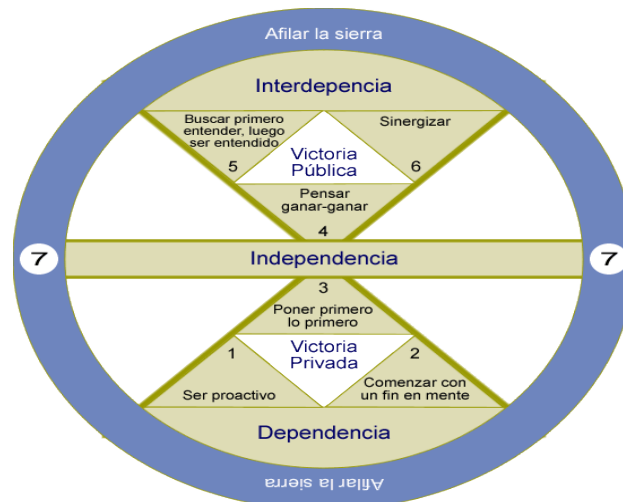 Afilar la sierra
Interdepencia
Buscar primero
entender, luego
ser entendido
5
Sinergizar
6
Victoria
Pública
Pensar
ganar-ganar
4
7
Independencia
7
3
Poner primero
lo primero
1
Ser proactivo
Victoria
Privada
2
Comenzar con
un fin en mente
Dependencia
Afilar la sierra